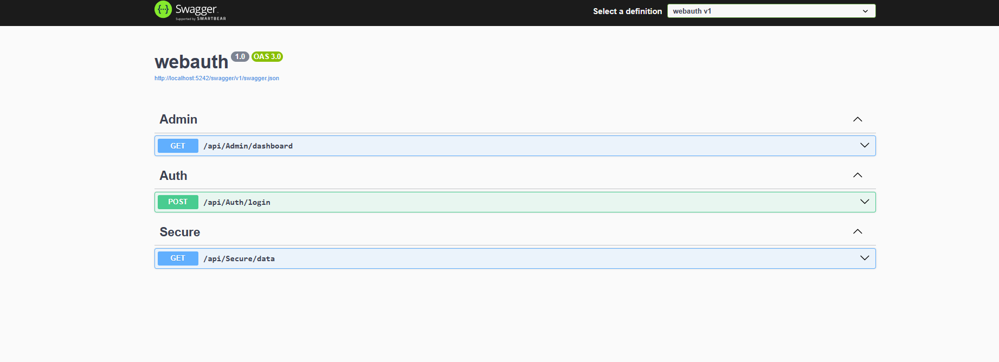 {...} Swagger
Supported by SMARTBEAR
Select a definition
webauth v1
webauth 1.0 OAS 3.0
http://localhost:5242/swagger/v1/swagger.json
Admin
GET /api/Admin/dashboard
Auth
POST /api/Auth/login
Secure
GET /api/Secure/data